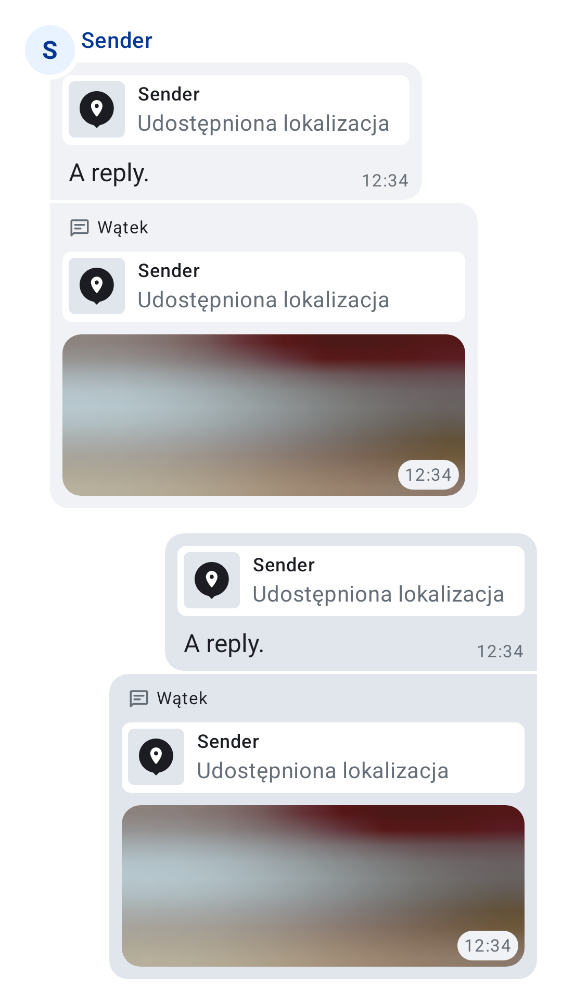 S
Sender
Sender
Udostępniona lokalizacja
A reply.
12:34
Wątek
Sender
Udostępniona lokalizacja
12:34
Sender
Udostępniona lokalizacja
A reply.
12:34
Wątek
Sender
Udostępniona lokalizacja
12:34